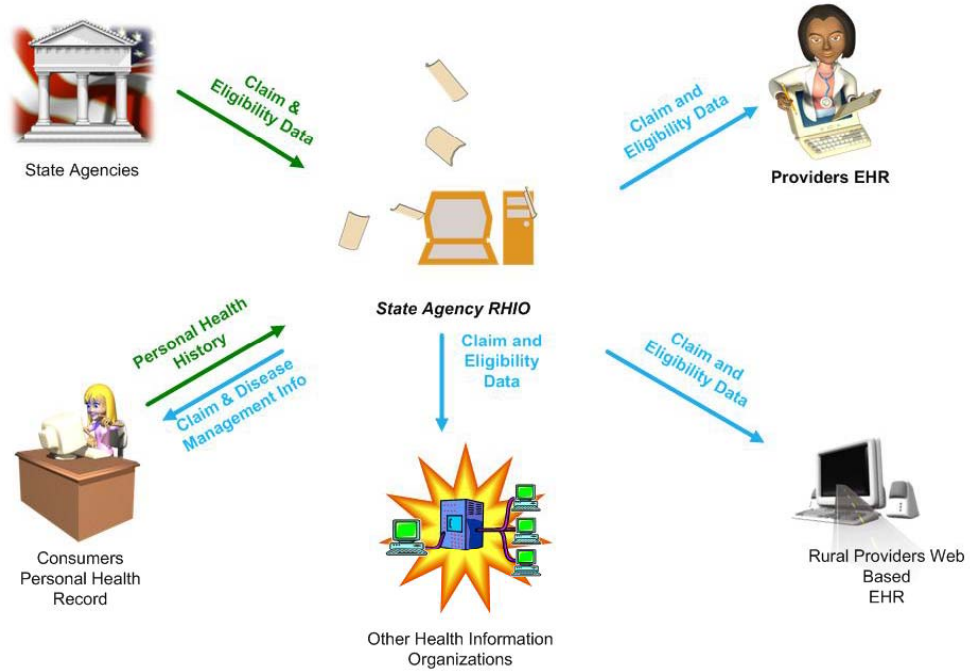 Claim &
Eligibility Data
State Agencies
Claim and
Eligibility Data
Providers EHR
State Agency RHIO
Personal Health
History
Claim & Disease
Management Info
Consumers
Personal Health
Record
Claim and
Eligibility
Data
Other Health Information
Organizations
Claim and
Eligibility Data
Rural Providers Web
Based
EHR